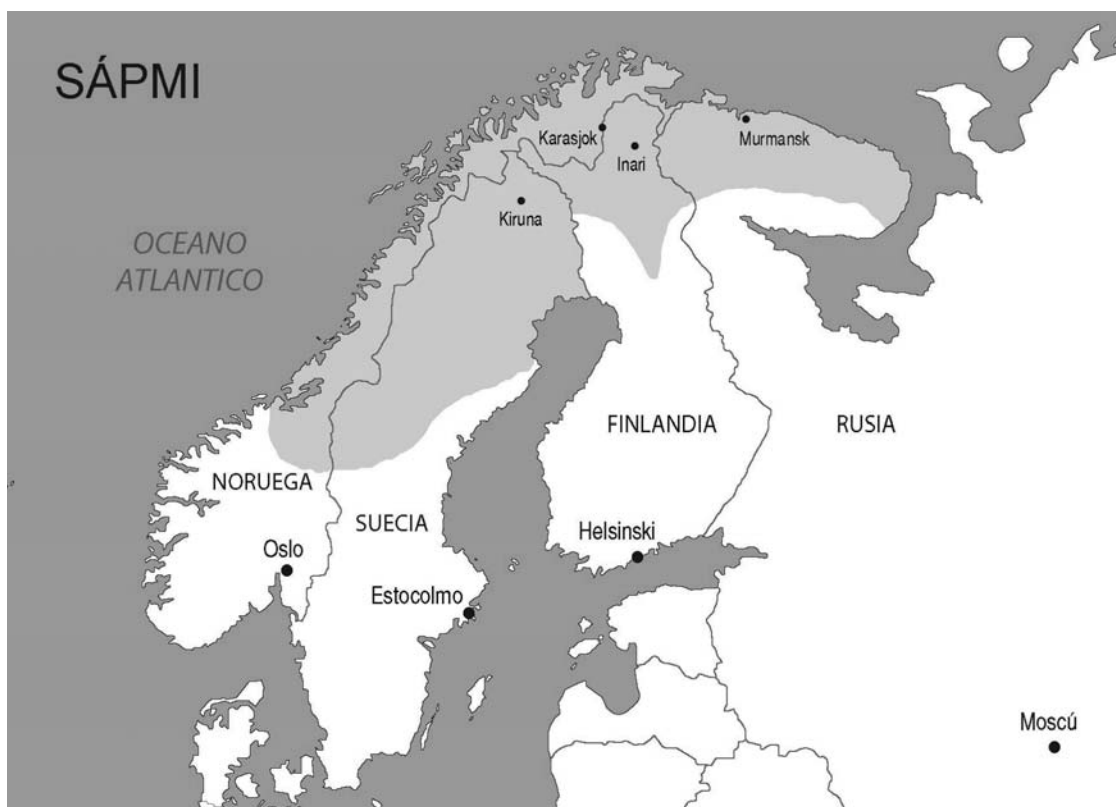 SÁPMI
Karasjok
Murmansk
Inari
Kiruna
OCEANO
ATLANTICO
FINLANDIA
RUSIA
NORUEGA
SUECIA
Helsinski
Oslo
Estocolmo
Moscú